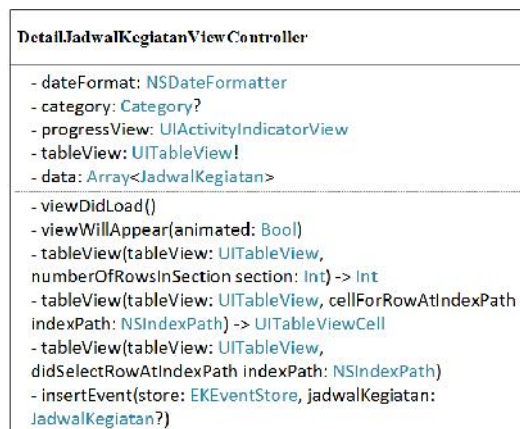 DetailJadwalKegiatanViewController
- dateFormat: NSDateFormatter
- category: Category?
- progressView: UIActivityIndicatorView
- tableView: UITableView!
- data: Array<JadwalKegiatan>
- viewDidLoad()
- viewWillAppear(animated: Bool)
- tableView(tableView: UITableView,
numberOfRowsInSection section: Int) -> Int
- tableView(tableView: UITableView, cellForRowAtIndexPath
indexPath: NSIndexPath) -> UITableViewCell
- tableView(tableView: UITableView,
didSelectRowAtIndexPath indexPath: NSIndexPath)
- insertEvent(store: EKEventStore, jadwalKegiatan:
JadwalKegiatan?)